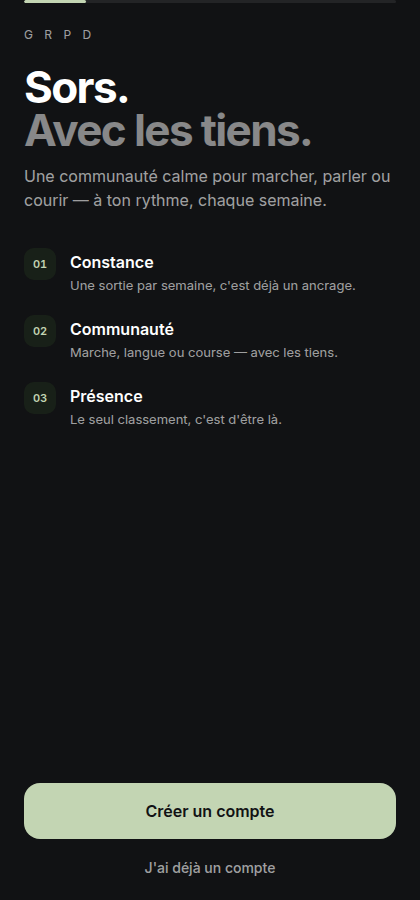 G R P D
Sors.
Avec les tiens.
Une communauté calme pour marcher, parler ou
courir — à ton rythme, chaque semaine.
01
Constance
Une sortie par semaine, c'est déjà un ancrage.
02
Communauté
Marche, langue ou course — avec les tiens.
03
Présence
Le seul classement, c'est d'être là.
Créer un compte
J'ai déjà un compte